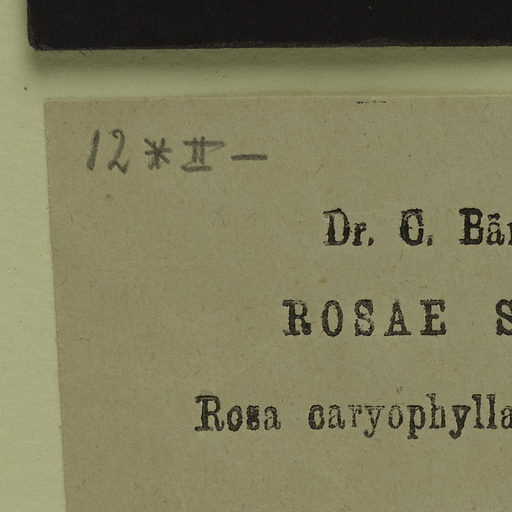 12 * II –
Dr. C. Bä
ROSAE S
Rosa caryophylla